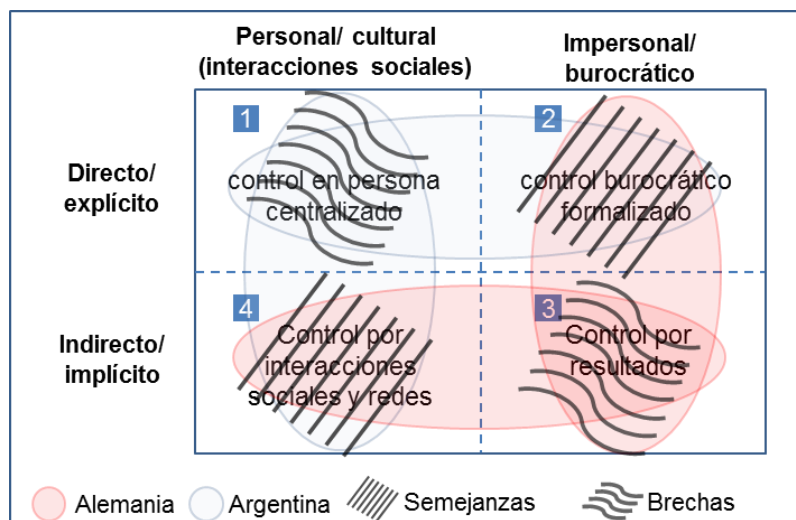 Personal/ cultural
(interacciones sociales)
Impersonal/
burocrático
Directo/
explícito
1
control en persona
centralizado
2
control burocrático
formalizado
Indirecto/
implícito
4
Control por
interacciones
sociales y redes
3
Control por
resultados
Alemania
Argentina
Semejanzas
Brechas